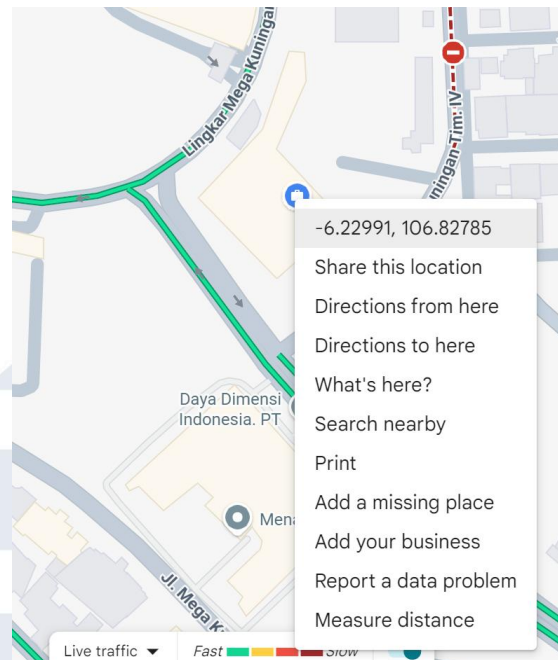 Lingkar Mega Kuningan
uningan Tim. IV
-6.22991, 106.82785
Share this location
Directions from here
Directions to here
What's here?
Search nearby
Print
Add a missing place
Add your business
Report a data problem
Measure distance
Daya Dimensi
Indonesia. PT
Mena
Jl. Mega K
Live traffic
Fast
Slow